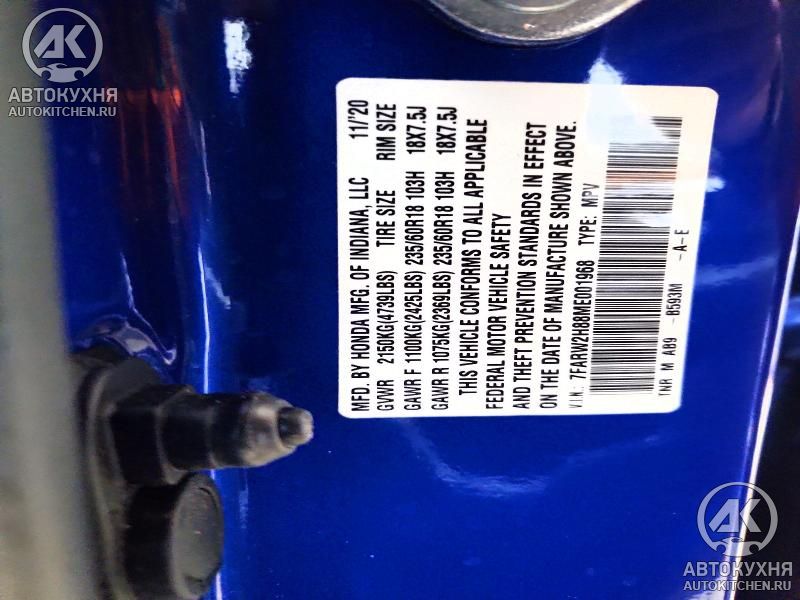 AK
АВТОКУХНЯ
AUTOKITCHEN.RU
MFD. BY HONDA MFG. OF INDIANA, LLC 11/'20
GVWR 2150KG(4739LBS) TIRE SIZE RIM SIZE
GAWR F 1100KG(2425LBS) 235/60R18 103H 18X7.5J
GAWR R 1075KG(2369LBS) 235/60R18 103H 18X7.5J
THIS VEHICLE CONFORMS TO ALL APPLICABLE
FEDERAL MOTOR VEHICLE SAFETY
AND THEFT PREVENTION STANDARDS IN EFFECT
ON THE DATE OF MANUFACTURE SHOWN ABOVE.
V.I.N.: 7FARW2H88ME001968 TYPE: MPV
TNR M AB9 -B593M -A-E
AK
АВТОКУХНЯ
AUTOKITCHEN.RU